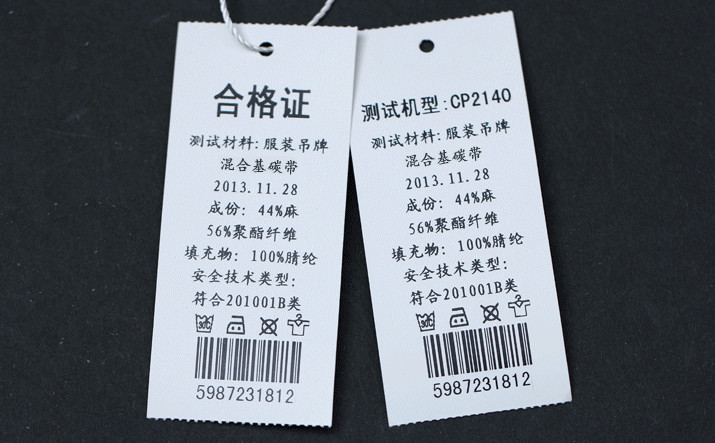 合格证
测试材料: 服装吊牌
混合基碳带
2013.11.28
成份: 44%麻
56%聚酯纤维
填充物: 100%腈纶
安全技术类型:
符合201001B类
30C
5987231812
测试机型:CP2140
测试材料: 服装吊牌
混合基碳带
2013.11.28
成份: 44%麻
56%聚酯纤维
填充物: 100%腈纶
安全技术类型:
符合201001B类
30C
5987231812